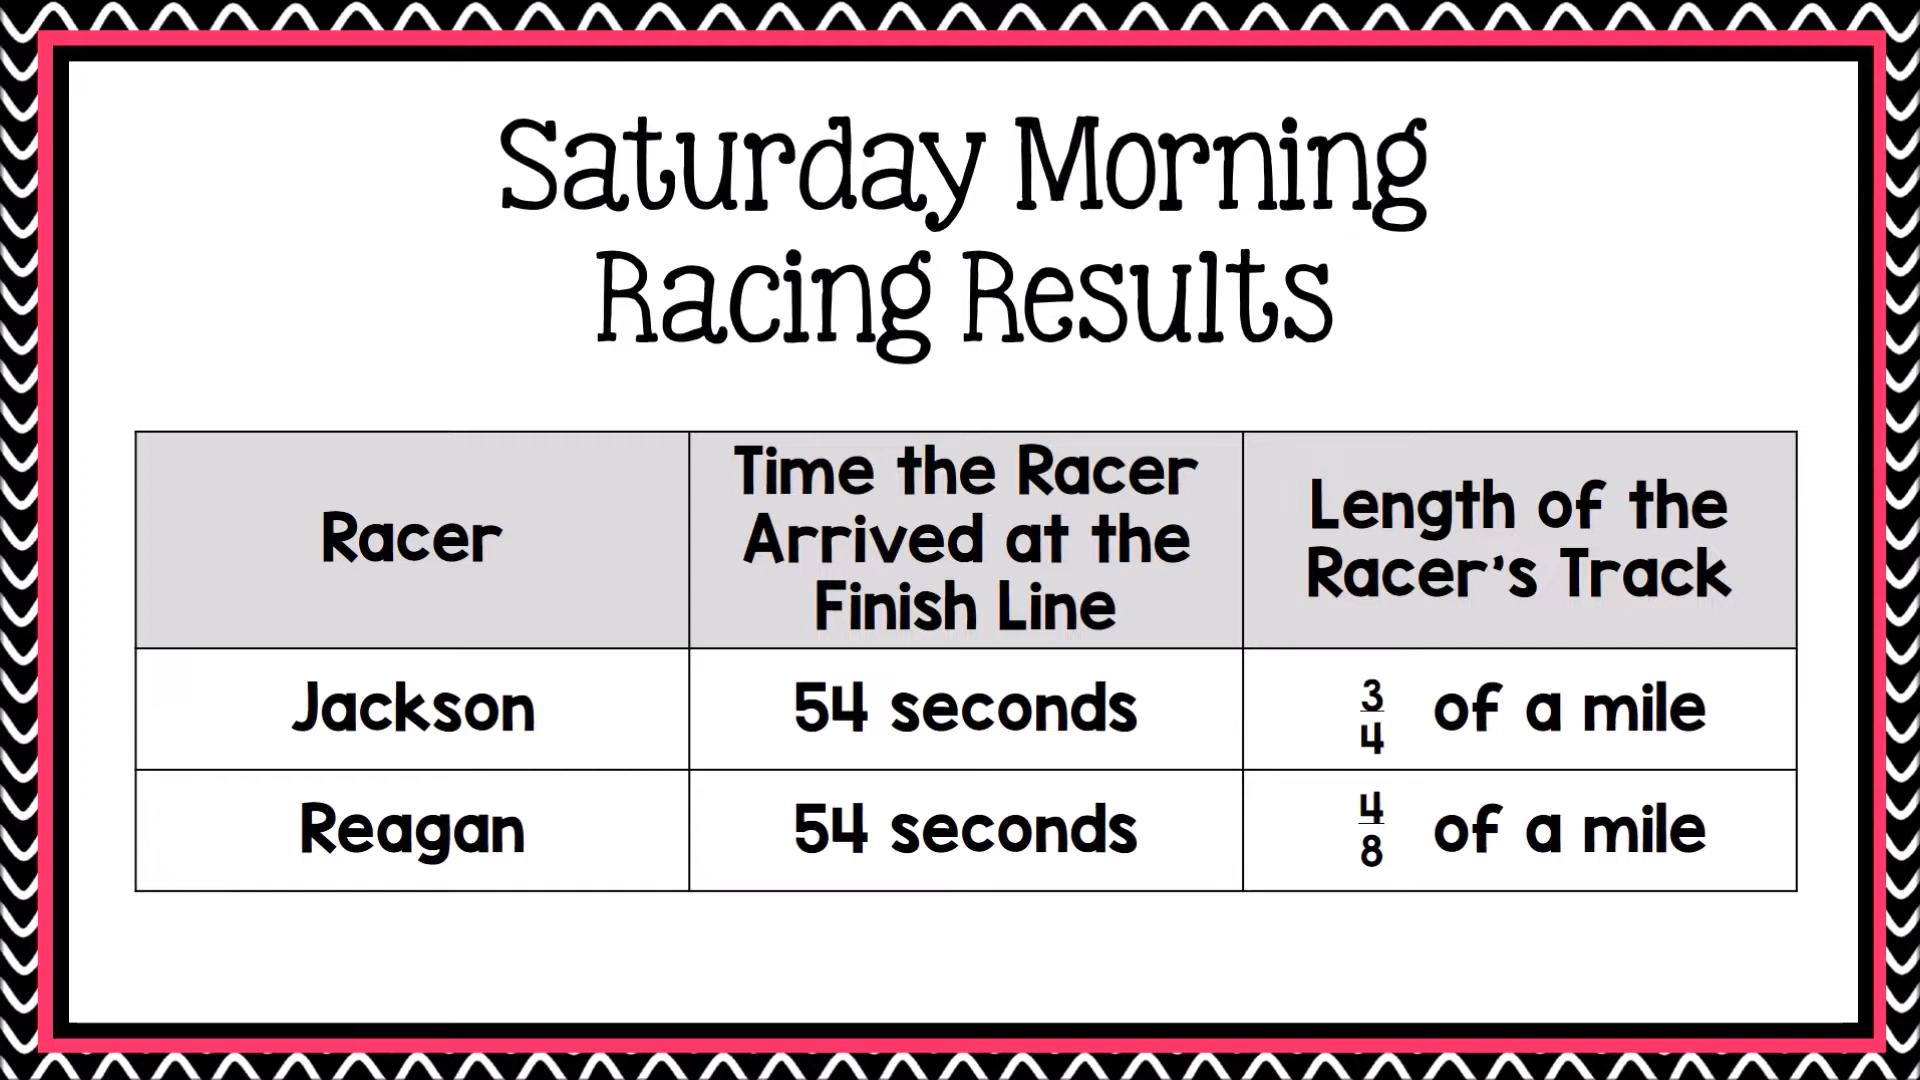 Saturday Morning
Racing Results
Racer
Time the Racer
Arrived at the
Finish Line
Length of the
Racer's Track
Jackson
54 seconds
3/4 of a mile
Reagan
54 seconds
4/8 of a mile